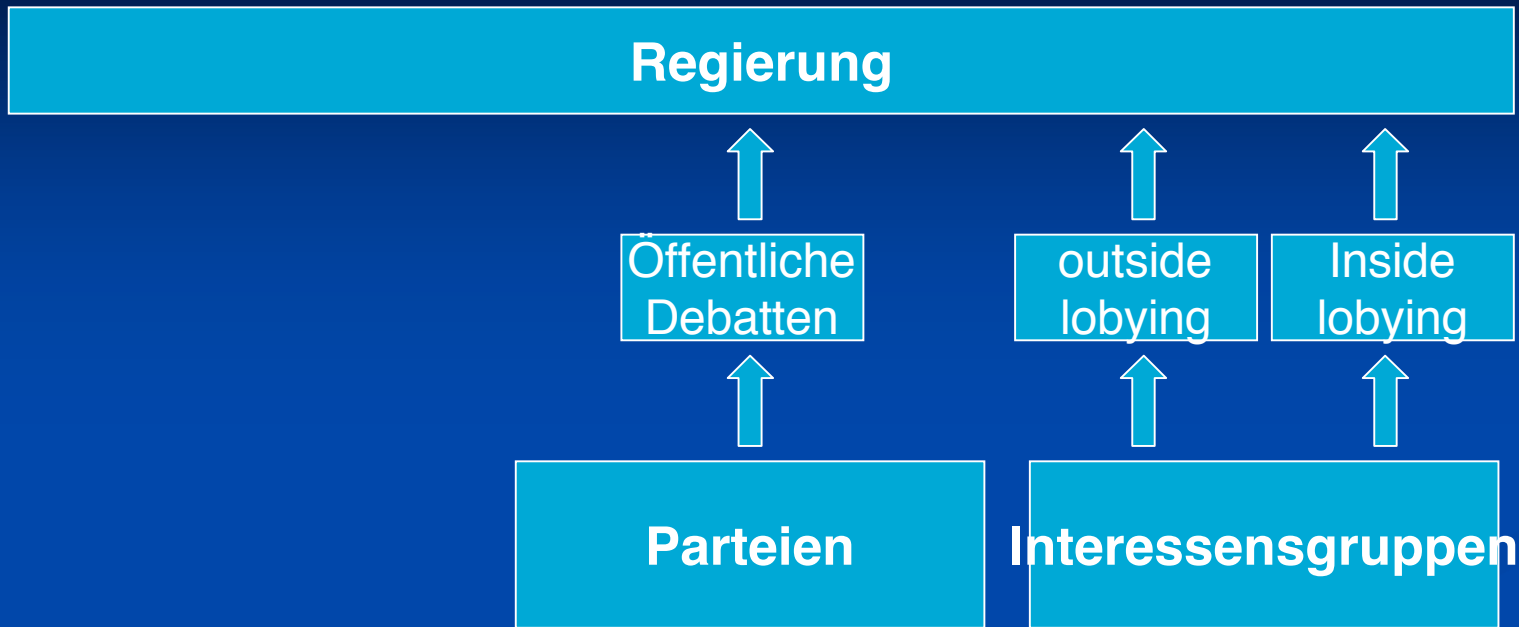 Regierung
Öffentliche
Debatten
outside
lobying
Inside
lobying
Parteien
Interessensgruppen